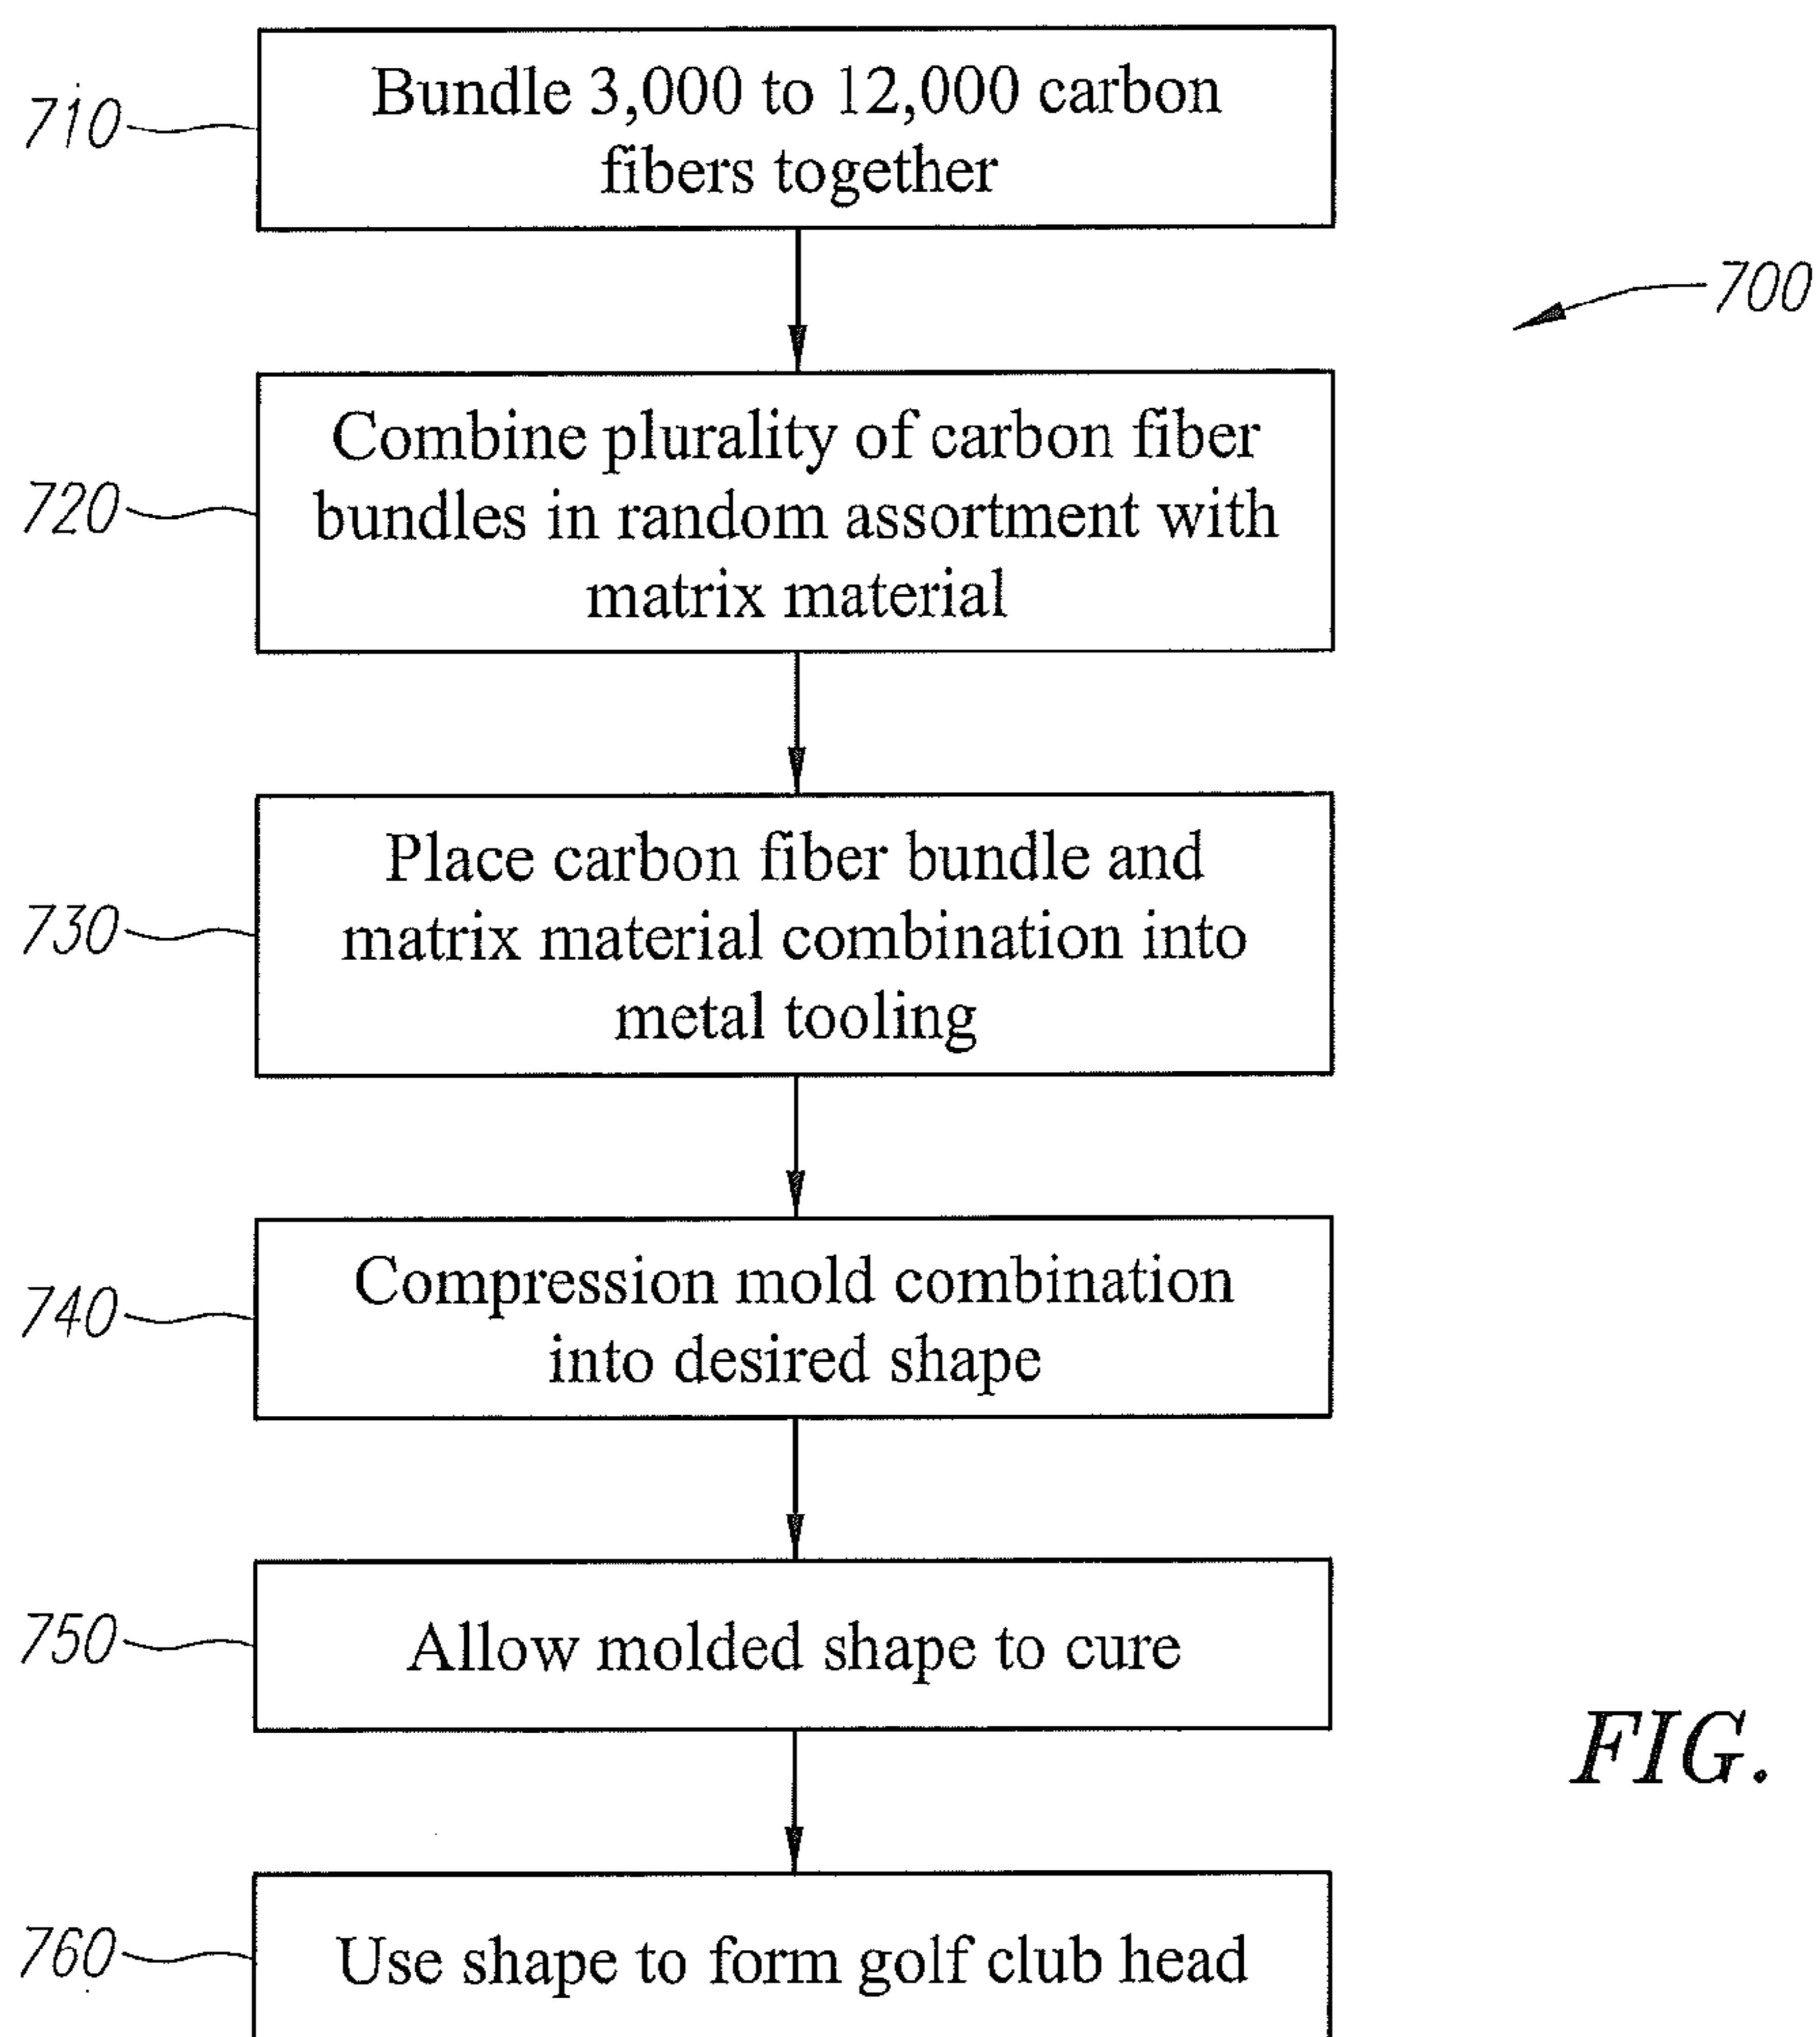 710
Bundle 3,000 to 12,000 carbon
fibers together
700
720
Combine plurality of carbon fiber
bundles in random assortment with
matrix material
730
Place carbon fiber bundle and
matrix material combination into
metal tooling
740
Compression mold combination
into desired shape
750
Allow molded shape to cure
FIG.
760
Use shape to form golf club head